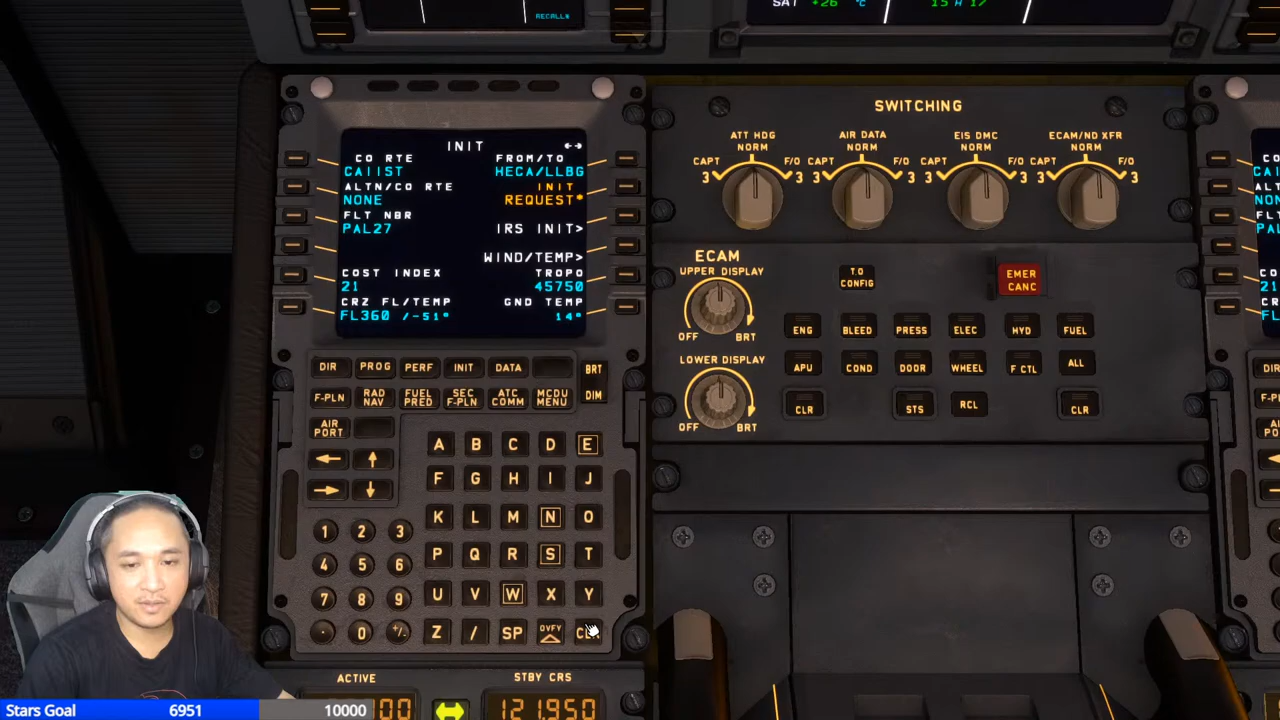 RECALL*
SAT +26 °C
15 H 17
INIT ←→
CO RTE FROM/TO
CAIIST HECA/LLBG
ALTN/CO RTE INIT
NONE REQUEST*
FLT NBR
PAL27 IRS INIT>
WIND/TEMP>
COST INDEX TROPO
21 45750
CRZ FL/TEMP GND TEMP
FL360 /-51° 14°
DIR PROG PERF INIT DATA
BRT
DIM
F-PLN RAD NAV FUEL PRED SEC F-PLN ATC COMM MCDU MENU
AIR PORT
← ↑
→ ↓
A B C D E
F G H I J
K L M N O
P Q R S T
U V W X Y
Z / SP OVFY CLR
1 2 3
4 5 6
7 8 9
. 0 +/-
SWITCHING
ATT HDG AIR DATA EIS DMC ECAM/ND XFR
NORM NORM NORM NORM
CAPT F/O CAPT F/O CAPT F/O CAPT F/O
3 3 3 3 3 3 3 3
ECAM
UPPER DISPLAY
OFF BRT
LOWER DISPLAY
OFF BRT
T.O CONFIG
EMER CANC
ENG BLEED PRESS ELEC HYD FUEL
APU COND DOOR WHEEL F CTL ALL
CLR STS RCL CLR
ACTIVE STBY CRS
00 121.950
Stars Goal 6951 10000